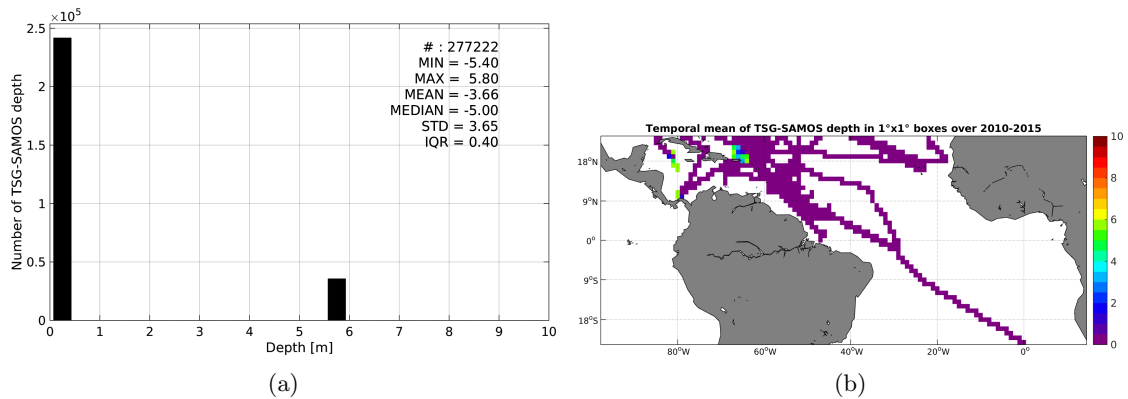 ×10⁵
2.5
2
1.5
1
0.5
0
0 1 2 3 4 5 6 7 8 9 10
Number of TSG-SAMOS depth
Depth [m]
# : 277222
MIN = -5.40
MAX = 5.80
MEAN = -3.66
MEDIAN = -5.00
STD = 3.65
IQR = 0.40
(a)
Temporal mean of TSG-SAMOS depth in 1°x1° boxes over 2010-2015
18°N
9°N
0°
9°S
18°S
80°W 60°W 40°W 20°W 0°
10
8
6
4
2
0
(b)